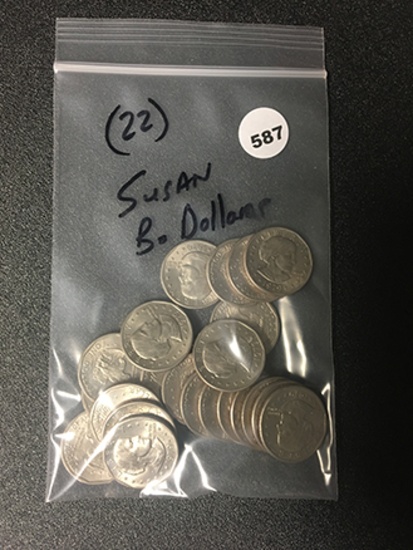 (22)
587
SUSAN
B. Dollars